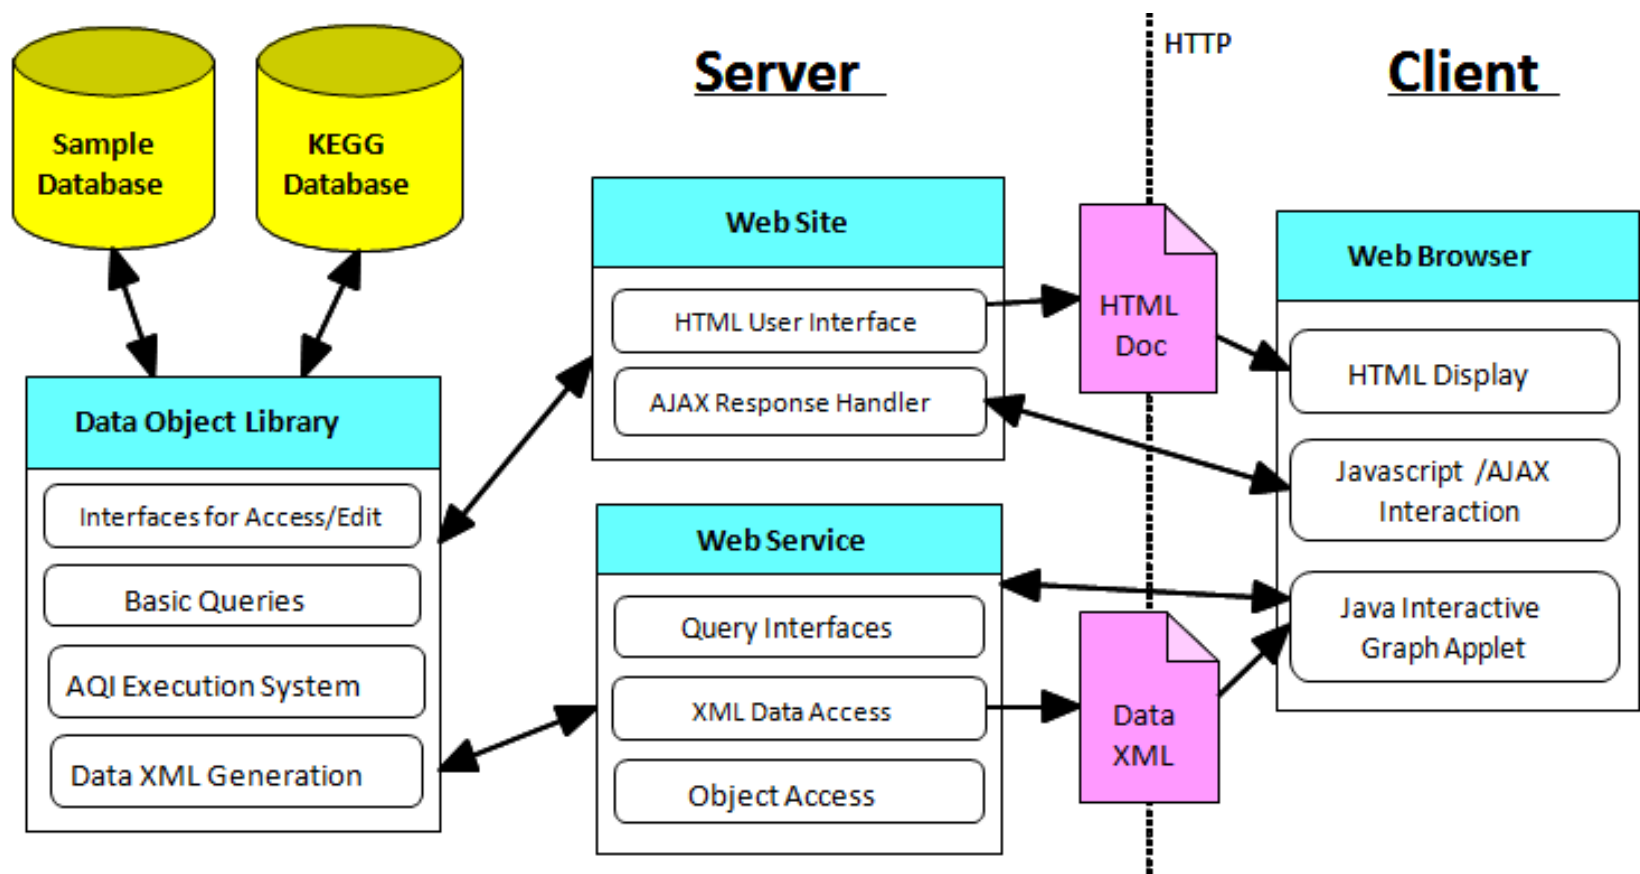 HTTP
Server
Client
Sample
Database
KEGG
Database
Web Site
HTML User Interface
AJAX Response Handler
HTML
Doc
Web Browser
HTML Display
Javascript /AJAX
Interaction
Java Interactive
Graph Applet
Data Object Library
Interfaces for Access/Edit
Basic Queries
AQI Execution System
Data XML Generation
Web Service
Query Interfaces
XML Data Access
Object Access
Data
XML